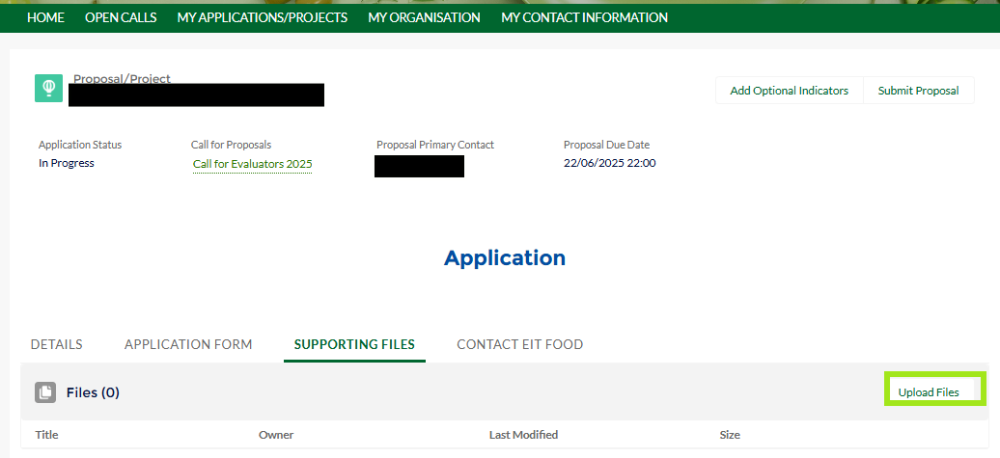 HOME OPEN CALLS MY APPLICATIONS/PROJECTS MY ORGANISATION MY CONTACT INFORMATION
Proposal/Project
Add Optional Indicators Submit Proposal
Application Status Call for Proposals Proposal Primary Contact Proposal Due Date
In Progress Call for Evaluators 2025 22/06/2025 22:00
Application
DETAILS APPLICATION FORM SUPPORTING FILES CONTACT EIT FOOD
Files (0) Upload Files
Title Owner Last Modified Size